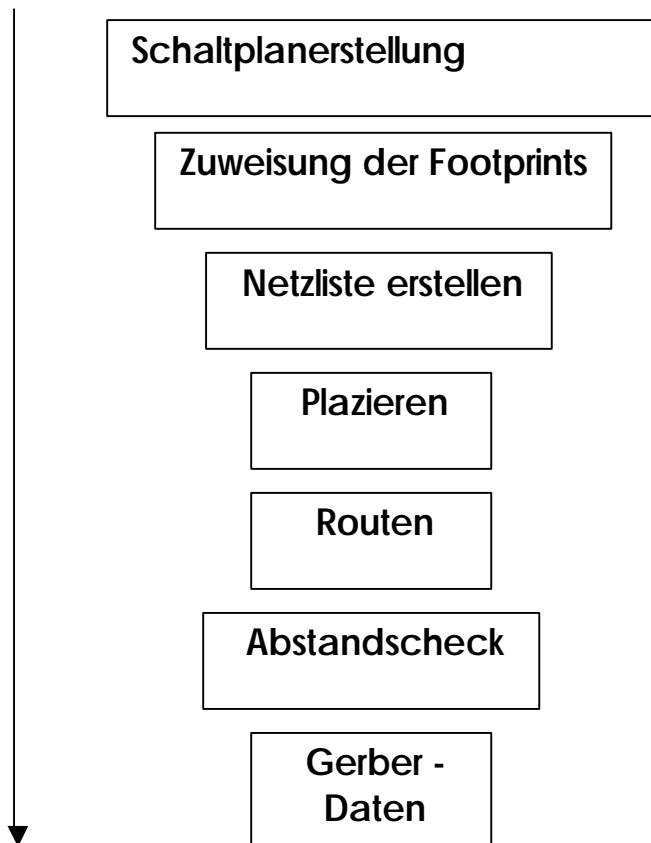 Schaltplanerstellung
Zuweisung der Footprints
Netzliste erstellen
Plazieren
Routen
Abstandscheck
Gerber -
Daten